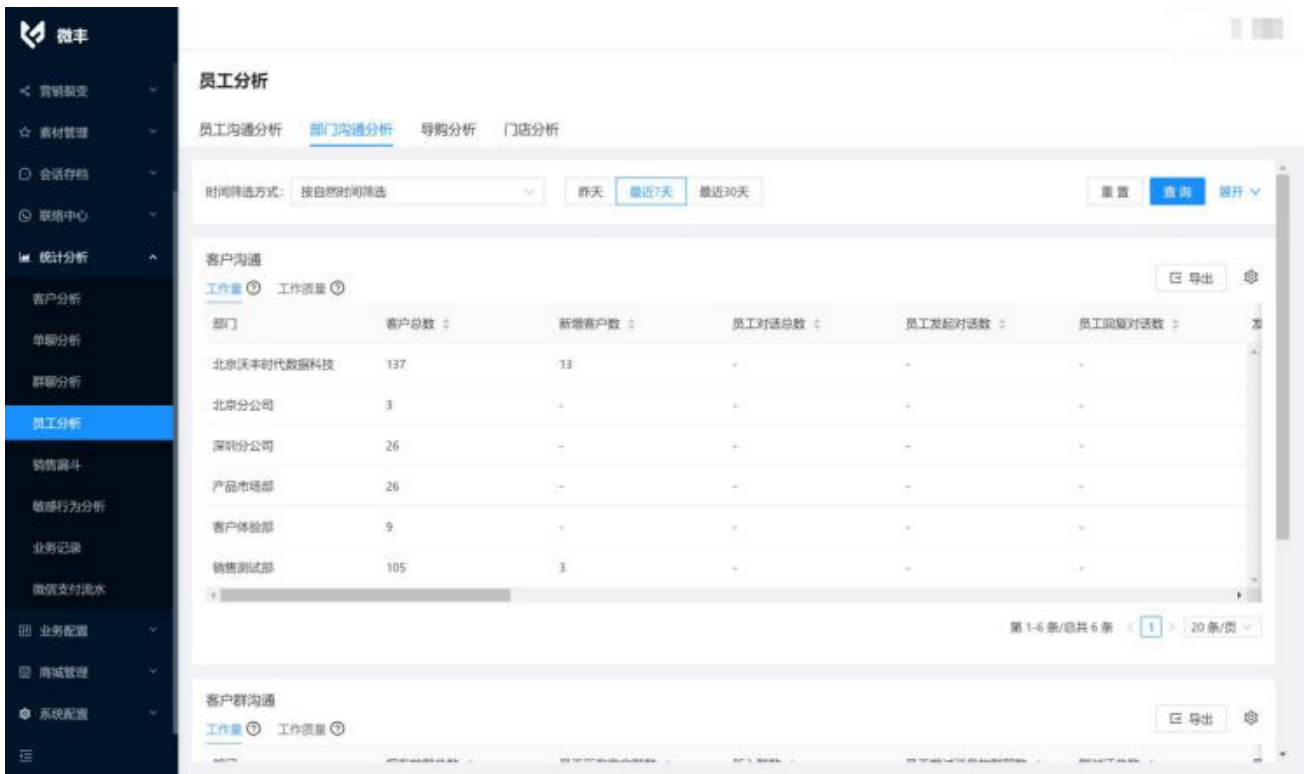 微丰
营销裂变
素材管理
会话存档
联络中心
统计分析
客户分析
单聊分析
群聊分析
员工分析
销售漏斗
敏感行为分析
业务记录
微信支付流水
业务配置
商城管理
系统配置
员工分析
员工沟通分析 部门沟通分析 导购分析 门店分析
时间筛选方式: 按自然时间筛选 昨天 最近7天 最近30天 重置 查询 展开
客户沟通
工作量 工作质量 导出
部门 客户总数 新增客户数 员工对话总数 员工发起对话数 员工回复对话数 发
北京沃丰时代数据科技 137 13 - - -
北京分公司 3 - - - -
深圳分公司 26 - - - -
产品市场部 26 - - - -
客户体验部 9 - - - -
销售测试部 105 3 - - -
第 1-6 条/总共 6 条 1 20 条/页
客户群沟通
工作量 工作质量 导出
部门